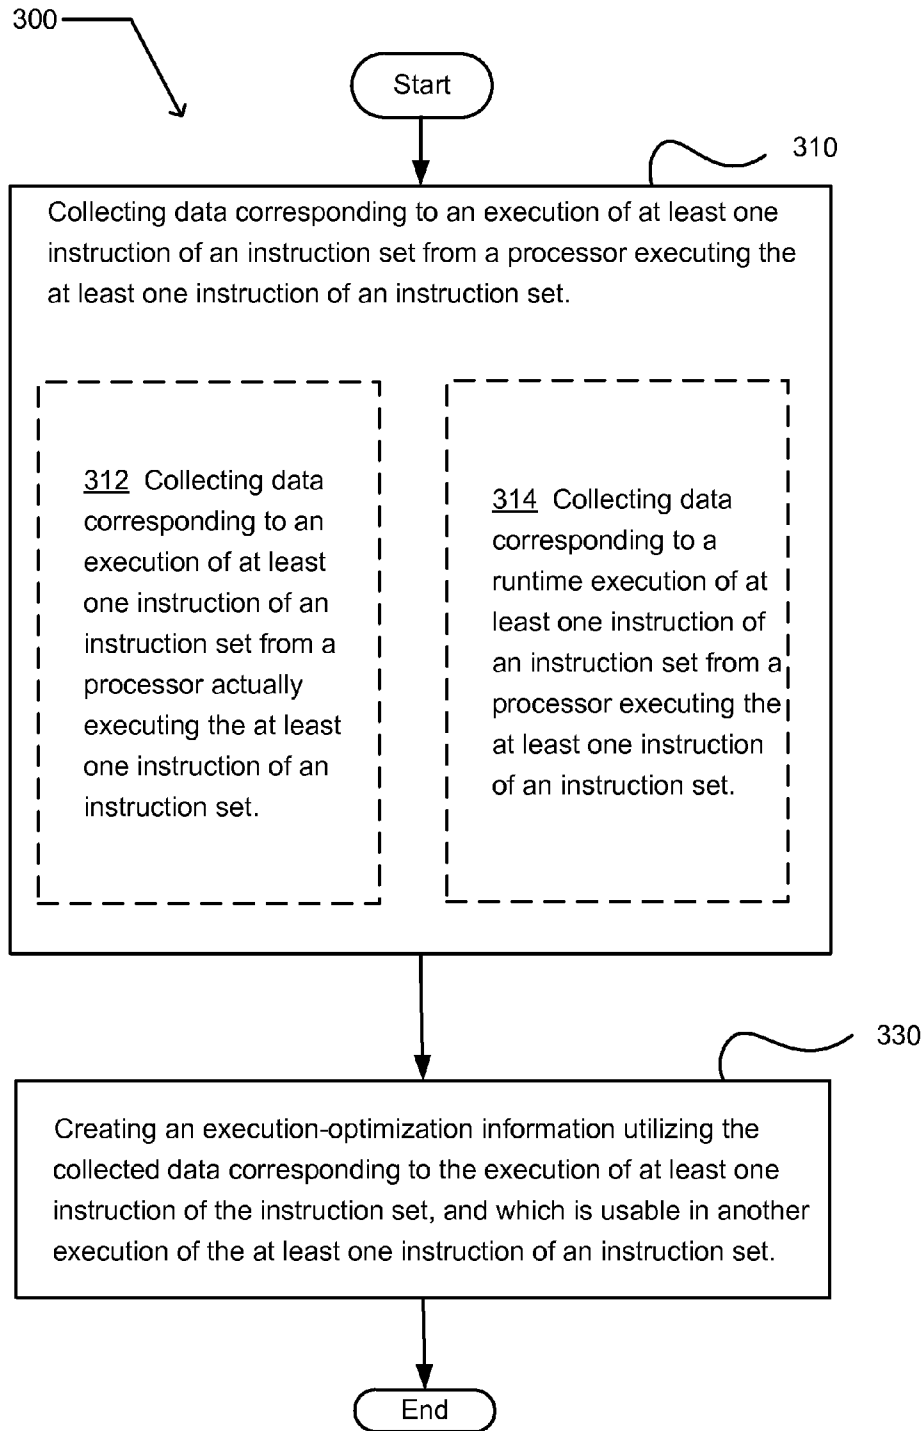 300
Start
310
Collecting data corresponding to an execution of at least one
instruction of an instruction set from a processor executing the
at least one instruction of an instruction set.
312 Collecting data
corresponding to an
execution of at least
one instruction of an
instruction set from a
processor actually
executing the at least
one instruction of an
instruction set.
314 Collecting data
corresponding to a
runtime execution of at
least one instruction of
an instruction set from a
processor executing the
at least one instruction
of an instruction set.
330
Creating an execution-optimization information utilizing the
collected data corresponding to the execution of at least one
instruction of the instruction set, and which is usable in another
execution of the at least one instruction of an instruction set.
End